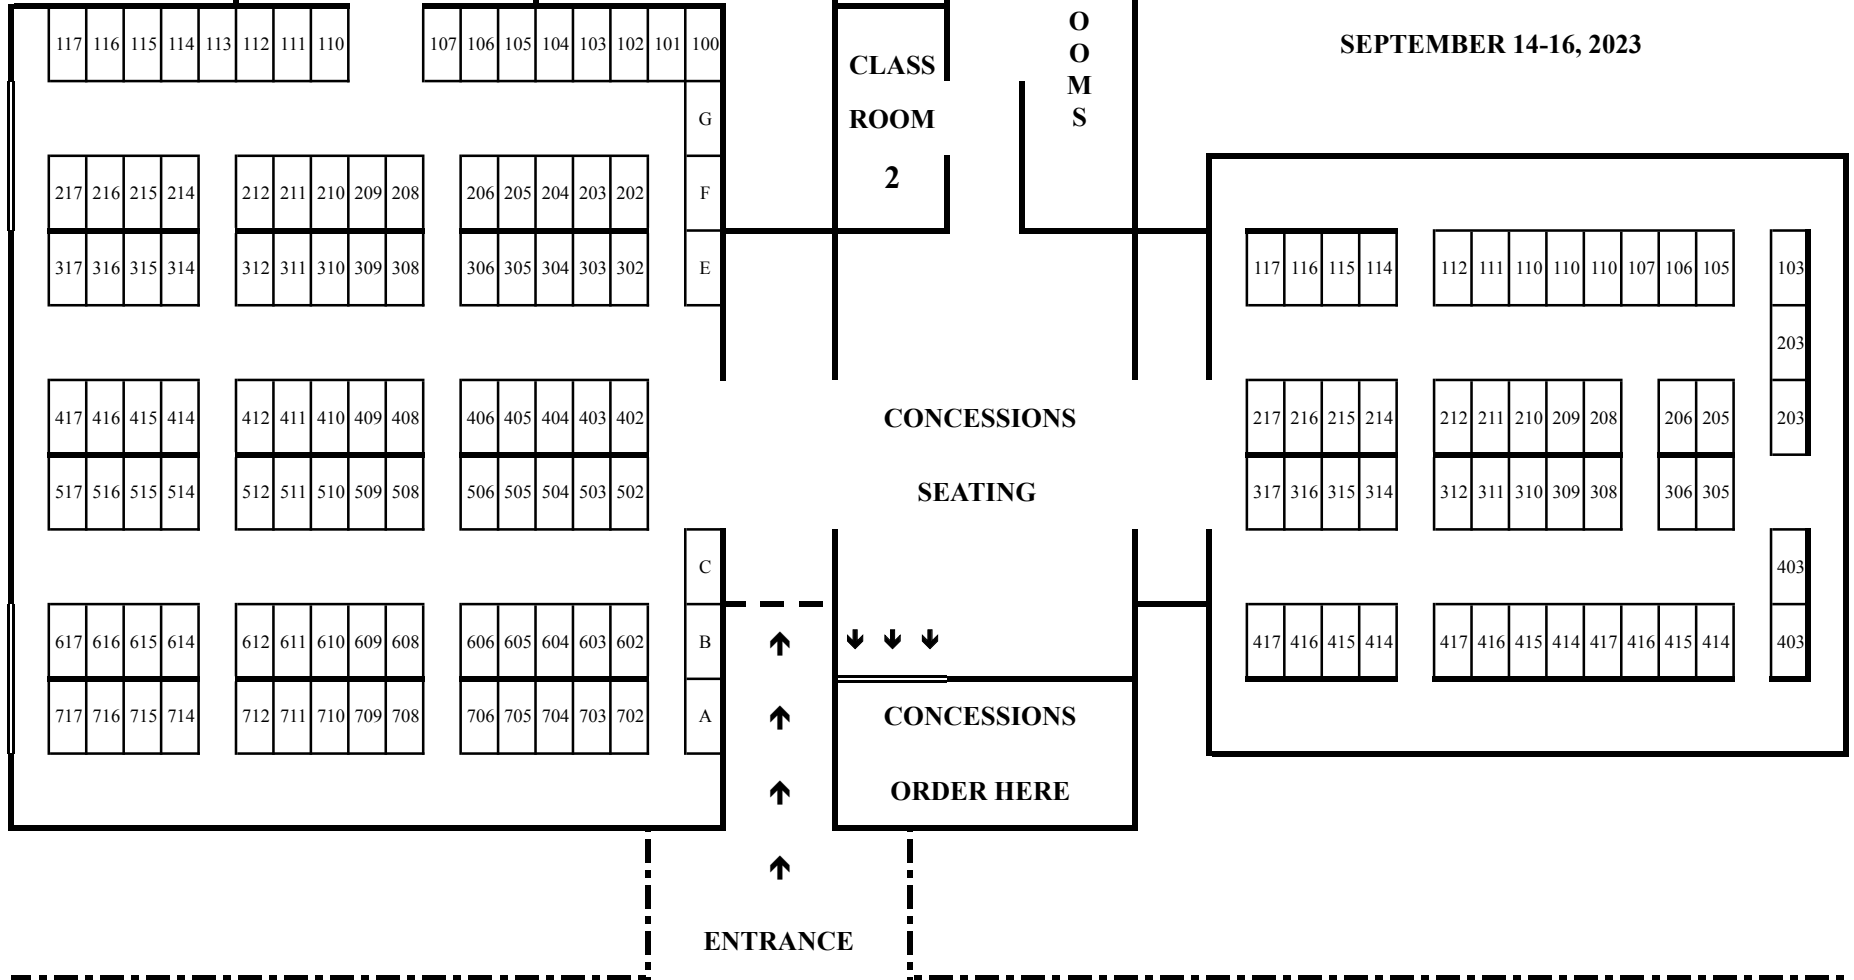 117 116 115 114 113 112 111 110
107 106 105 104 103 102 101 100
G
217 216 215 214
212 211 210 209 208
206 205 204 203 202
F
317 316 315 314
312 311 310 309 308
306 305 304 303 302
E
417 416 415 414
412 411 410 409 408
406 405 404 403 402
517 516 515 514
512 511 510 509 508
506 505 504 503 502
C
617 616 615 614
612 611 610 609 608
606 605 604 603 602
B
717 716 715 714
712 711 710 709 708
706 705 704 703 702
A
CLASS
ROOM
2
O
O
M
S
CONCESSIONS
SEATING
CONCESSIONS
ORDER HERE
ENTRANCE
SEPTEMBER 14-16, 2023
117 116 115 114
112 111 110 110 110 107 106 105
103
203
217 216 215 214
212 211 210 209 208
206 205
203
317 316 315 314
312 311 310 309 308
306 305
403
417 416 415 414
417 416 415 414 417 416 415 414
403